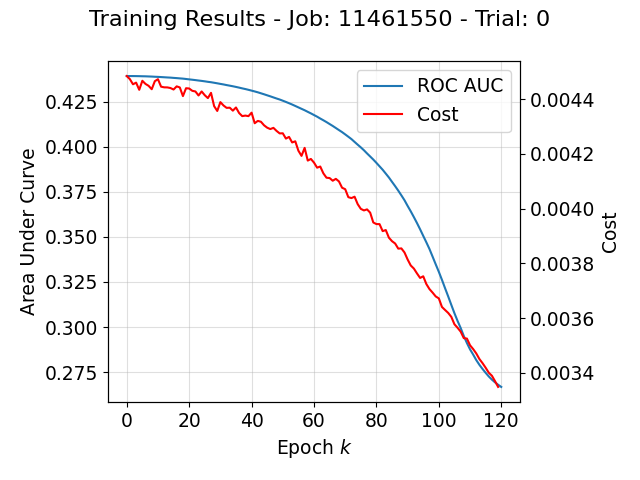 Training Results - Job: 11461550 - Trial: 0
ROC AUC
Cost
Area Under Curve
0.425
0.400
0.375
0.350
0.325
0.300
0.275
0.0044
0.0042
0.0040
0.0038
0.0036
0.0034
Cost
0 20 40 60 80 100 120
Epoch k